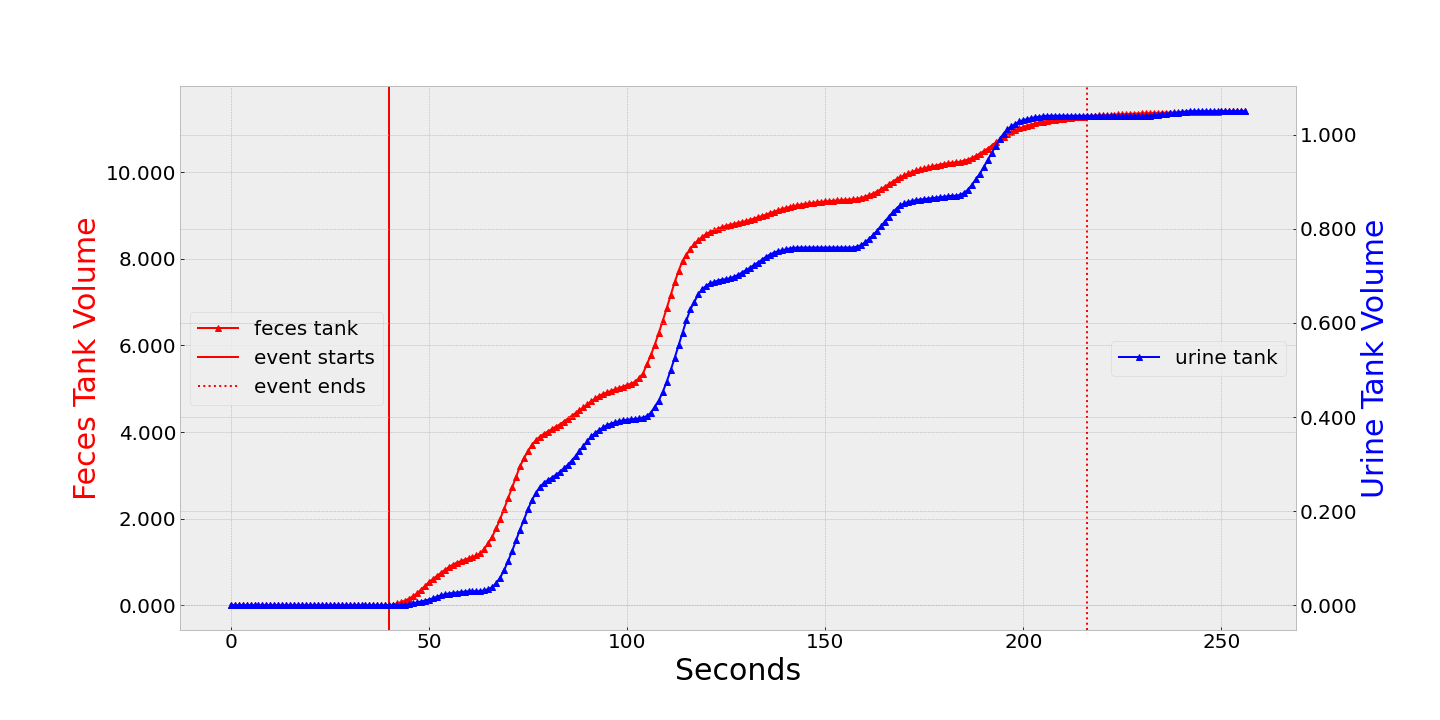 Feces Tank Volume
10.000
8.000
6.000
4.000
2.000
0.000
feces tank
event starts
event ends
urine tank
1.000
0.800
0.600
0.400
0.200
0.000
Urine Tank Volume
0 50 100 150 200 250
Seconds